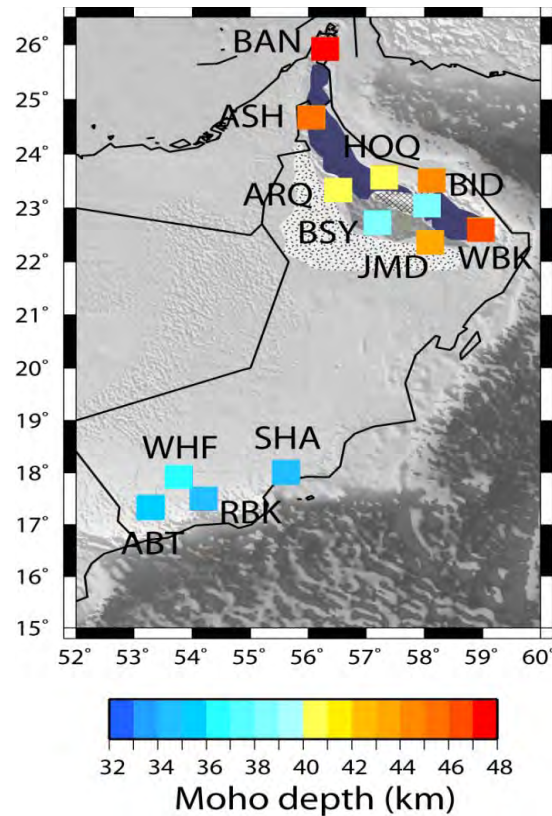 26°
BAN
25°
ASH
24°
HOQ
ARQ
BID
23°
BSY
22°
JMD
WBK
21°
20°
19°
WHF
SHA
18°
RBK
17°
ABT
16°
15°
52° 53° 54° 55° 56° 57° 58° 59° 60°
32 34 36 38 40 42 44 46 48
Moho depth (km)